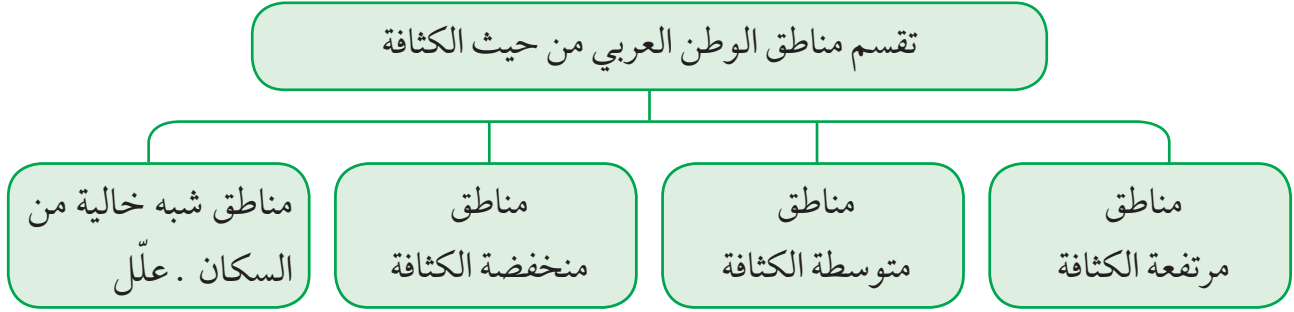 تقسم مناطق الوطن العربي من حيث الكثافة
مناطق
مرتفعة الكثافة
مناطق
متوسطة الكثافة
مناطق
منخفضة الكثافة
مناطق شبه خالية من
السكان . علّل